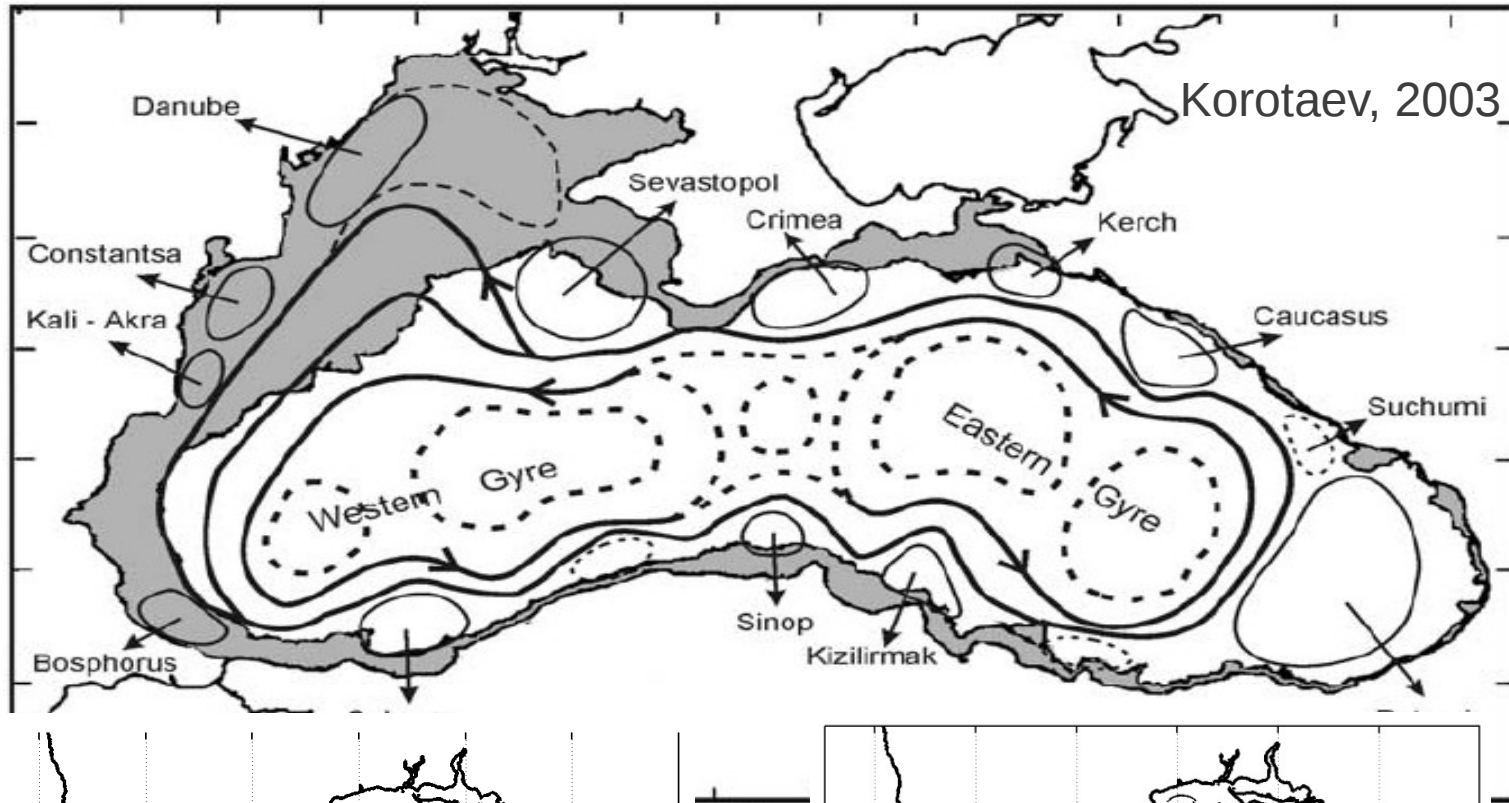 Korotaev, 2003
Danube
Sevastopol
Crimea
Kerch
Constantsa
Kali - Akra
Caucasus
Suchumi
Eastern
Gyre
Western
Gyre
Sinop
Kizilirmak
Bosphorus